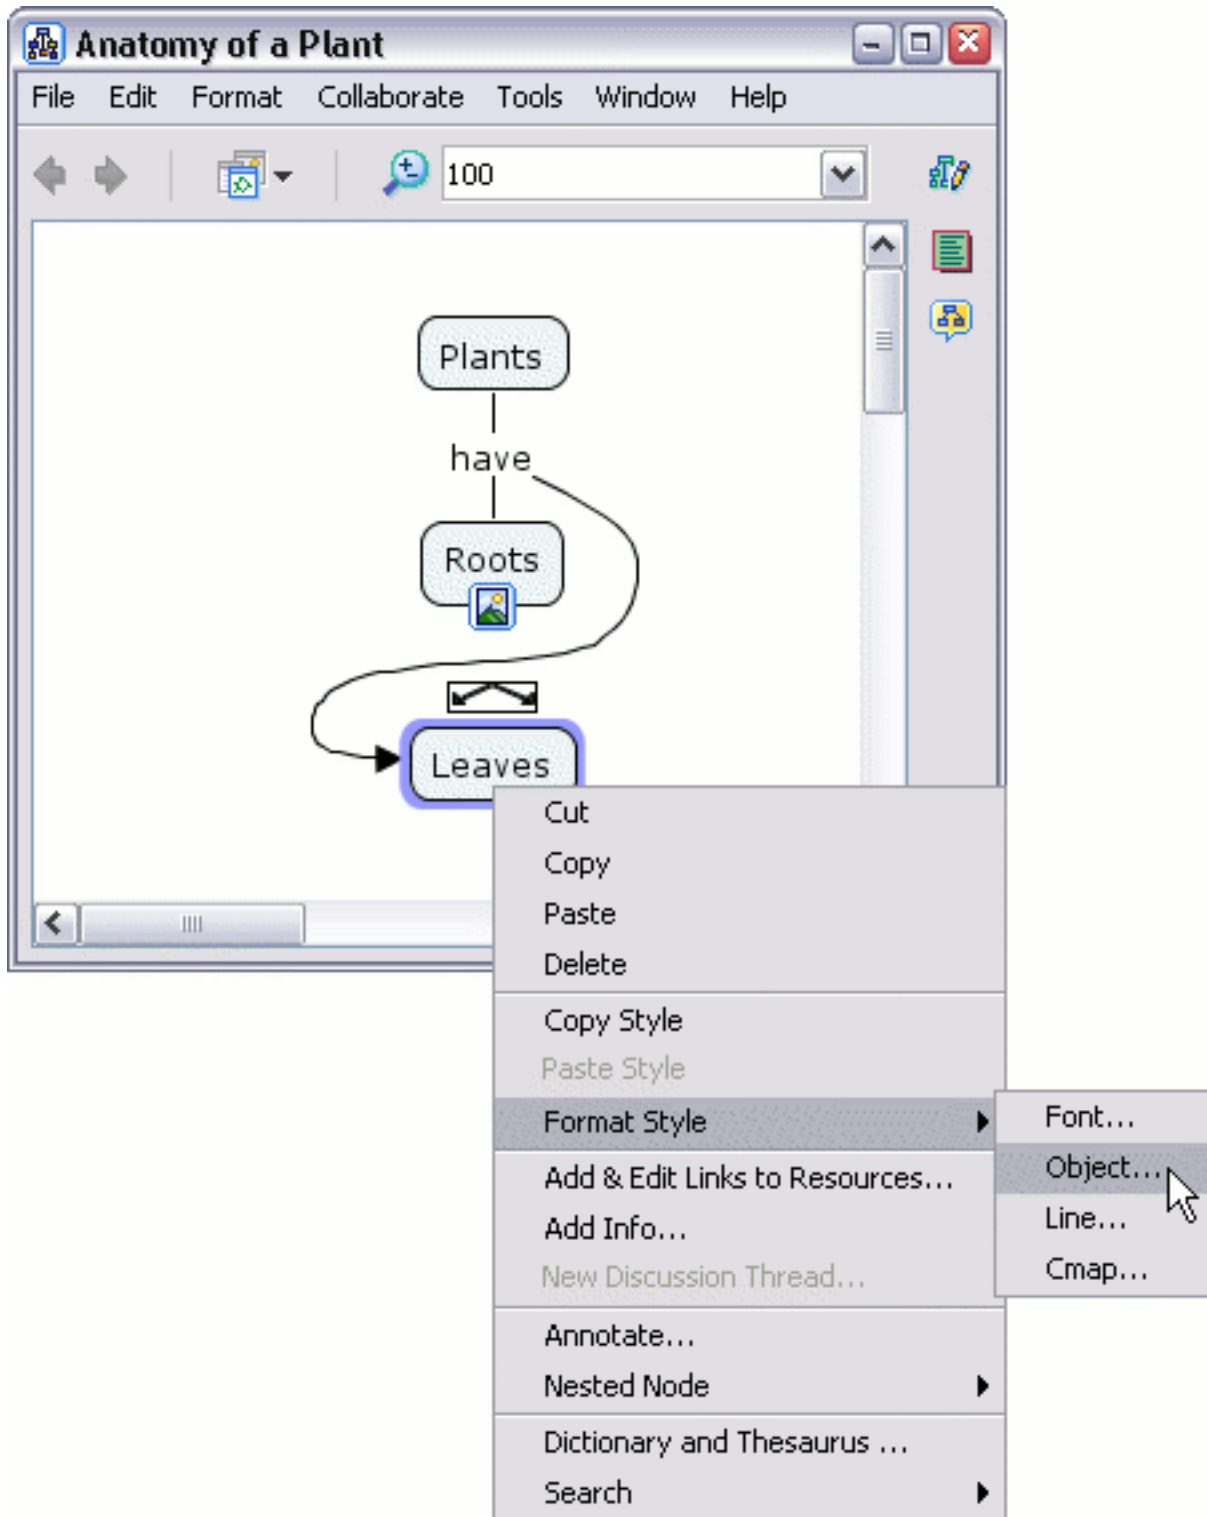 Anatomy of a Plant
File Edit Format Collaborate Tools Window Help
100
Plants
have
Roots
Leaves
Cut
Copy
Paste
Delete
Copy Style
Paste Style
Format Style
Font...
Object...
Line...
Cmap...
Add & Edit Links to Resources...
Add Info...
New Discussion Thread...
Annotate...
Nested Node
Dictionary and Thesaurus ...
Search